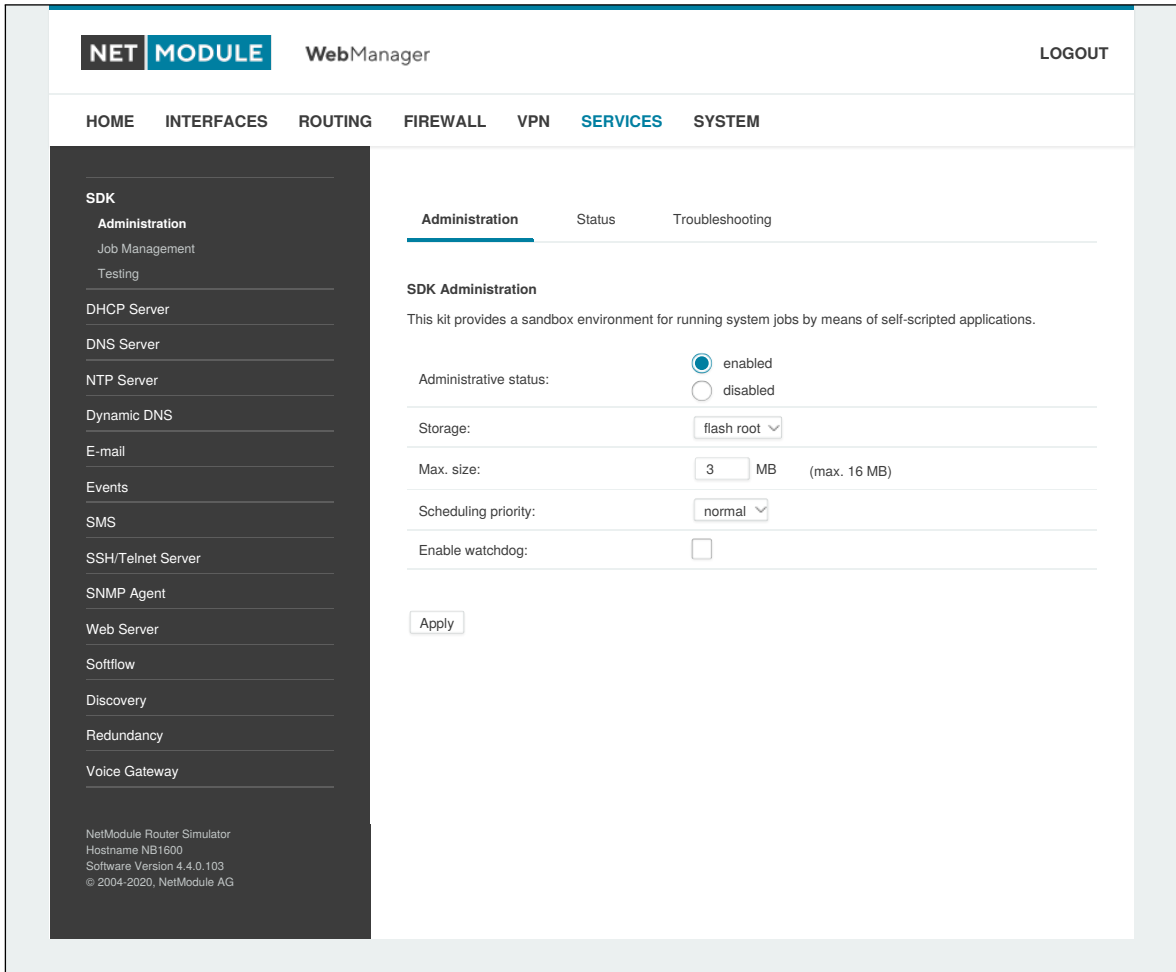 NET MODULE WebManager LOGOUT
HOME INTERFACES ROUTING FIREWALL VPN SERVICES SYSTEM
SDK
Administration
Job Management
Testing
DHCP Server
DNS Server
NTP Server
Dynamic DNS
E-mail
Events
SMS
SSH/Telnet Server
SNMP Agent
Web Server
Softflow
Discovery
Redundancy
Voice Gateway
NetModule Router Simulator
Hostname NB1600
Software Version 4.4.0.103
© 2004-2020, NetModule AG
Administration Status Troubleshooting
SDK Administration
This kit provides a sandbox environment for running system jobs by means of self-scripted applications.
Administrative status:
enabled
disabled
Storage: flash root
Max. size: 3 MB (max. 16 MB)
Scheduling priority: normal
Enable watchdog:
Apply